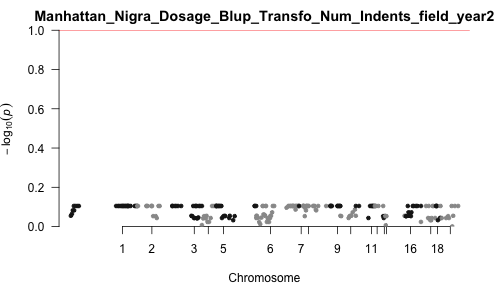 Manhattan_Nigra_Dosage_Blup_Transfo_Num_Indents_field_year2
1.0
0.8
0.6
0.4
0.2
0.0
− log10(p)
1 2 3 5 6 7 9 11 16 18
Chromosome